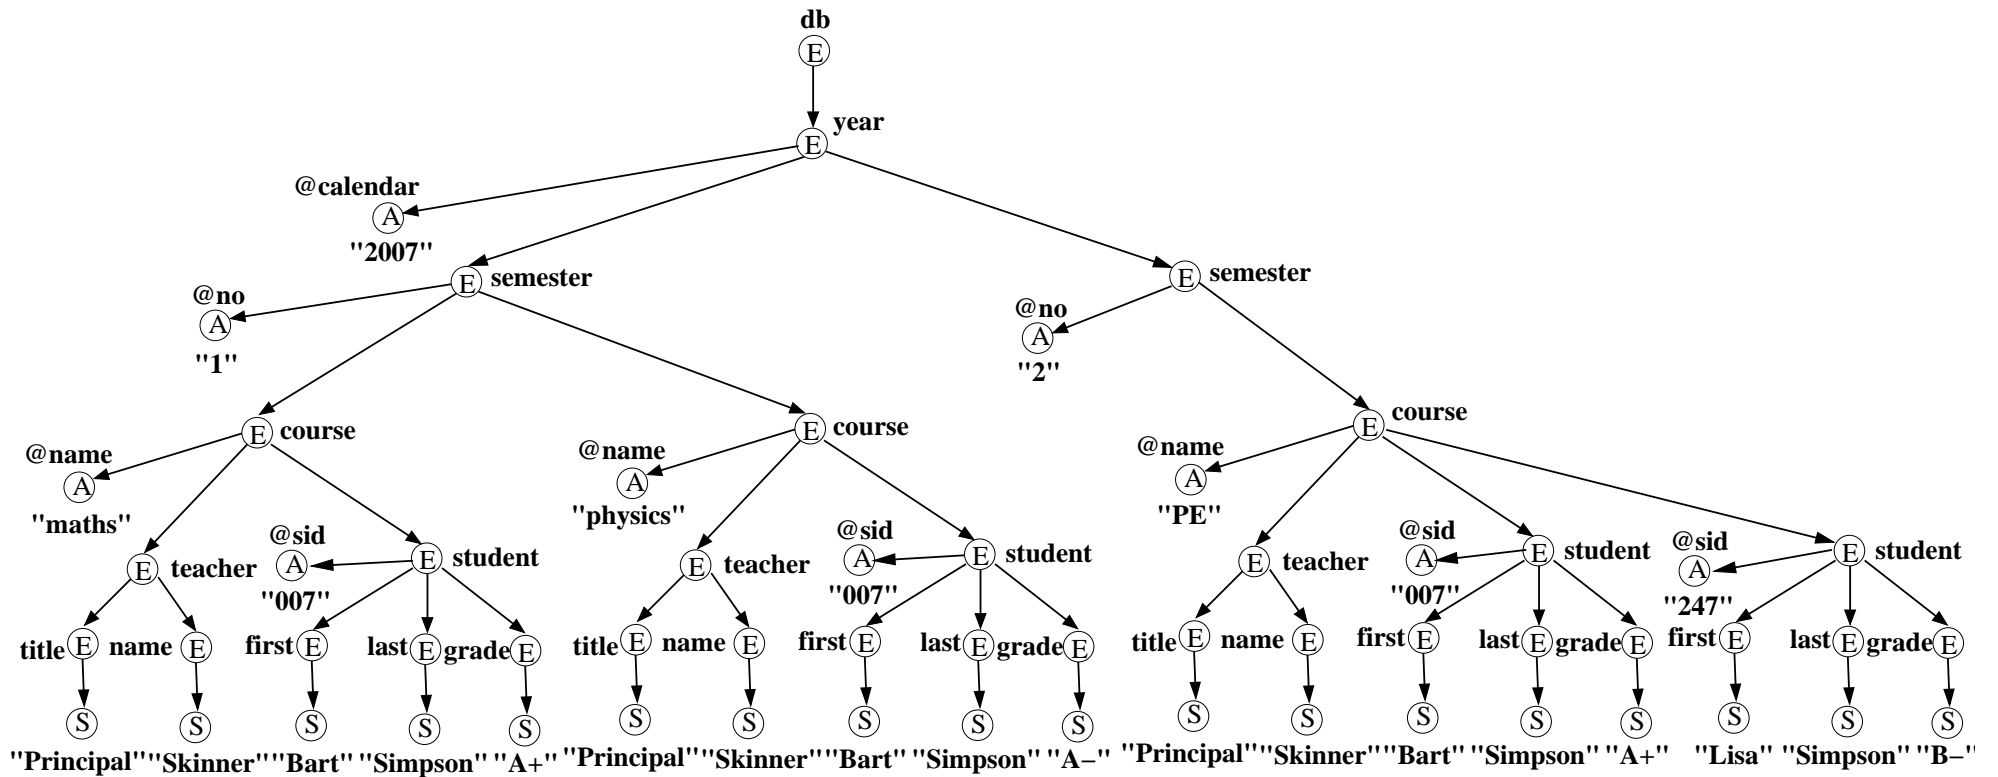 db
E
year
E
@calendar
A
"2007"
E semester
E semester
@no
A
"1"
@no
A
"2"
E course
E course
E course
@name
A
"maths"
@name
A
"physics"
@name
A
"PE"
E teacher
@sid
A
"007"
E student
E teacher
@sid
A
"007"
E student
E teacher
@sid
A
"007"
E student
@sid
A
"247"
E student
title E name E first E last E grade E title E name E first E last E grade E title E name E first E last E grade E first E last E grade E
S S S S S S S S S S S S S S S S S S
"Principal" "Skinner" "Bart" "Simpson" "A+" "Principal" "Skinner" "Bart" "Simpson" "A−" "Principal" "Skinner" "Bart" "Simpson" "A+" "Lisa" "Simpson" "B−"